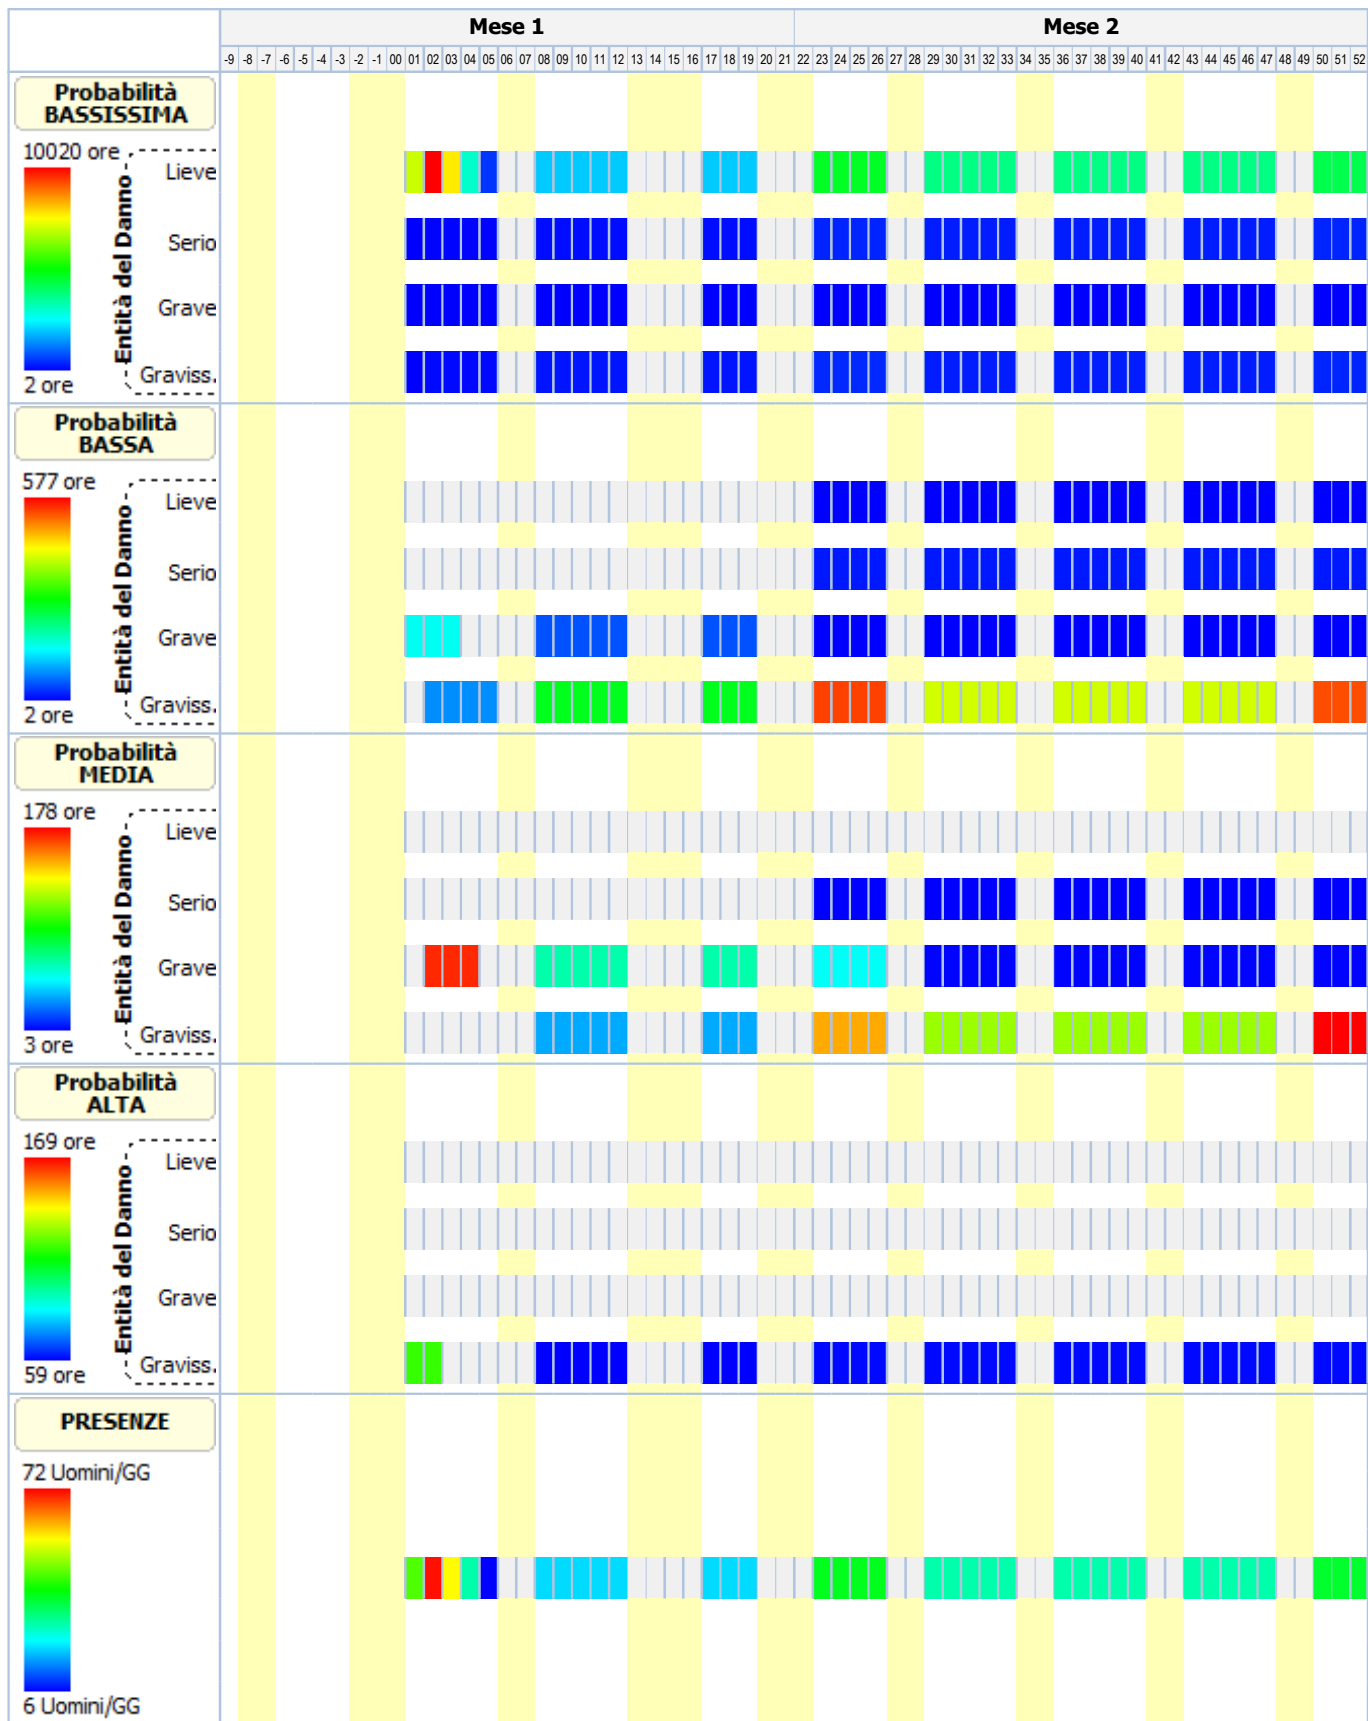 Mese 1 Mese 2
-9 -8 -7 -6 -5 -4 -3 -2 -1 00 01 02 03 04 05 06 07 08 09 10 11 12 13 14 15 16 17 18 19 20 21 22 23 24 25 26 27 28 29 30 31 32 33 34 35 36 37 38 39 40 41 42 43 44 45 46 47 48 49 50 51 52
Probabilità
BASSISSIMA
10020 ore
Entità del Danno
Lieve
Serio
Grave
Graviss.
2 ore
Probabilità
BASSA
577 ore
Entità del Danno
Lieve
Serio
Grave
Graviss.
2 ore
Probabilità
MEDIA
178 ore
Entità del Danno
Lieve
Serio
Grave
Graviss.
3 ore
Probabilità
ALTA
169 ore
Entità del Danno
Lieve
Serio
Grave
Graviss.
59 ore
PRESENZE
72 Uomini/GG
6 Uomini/GG